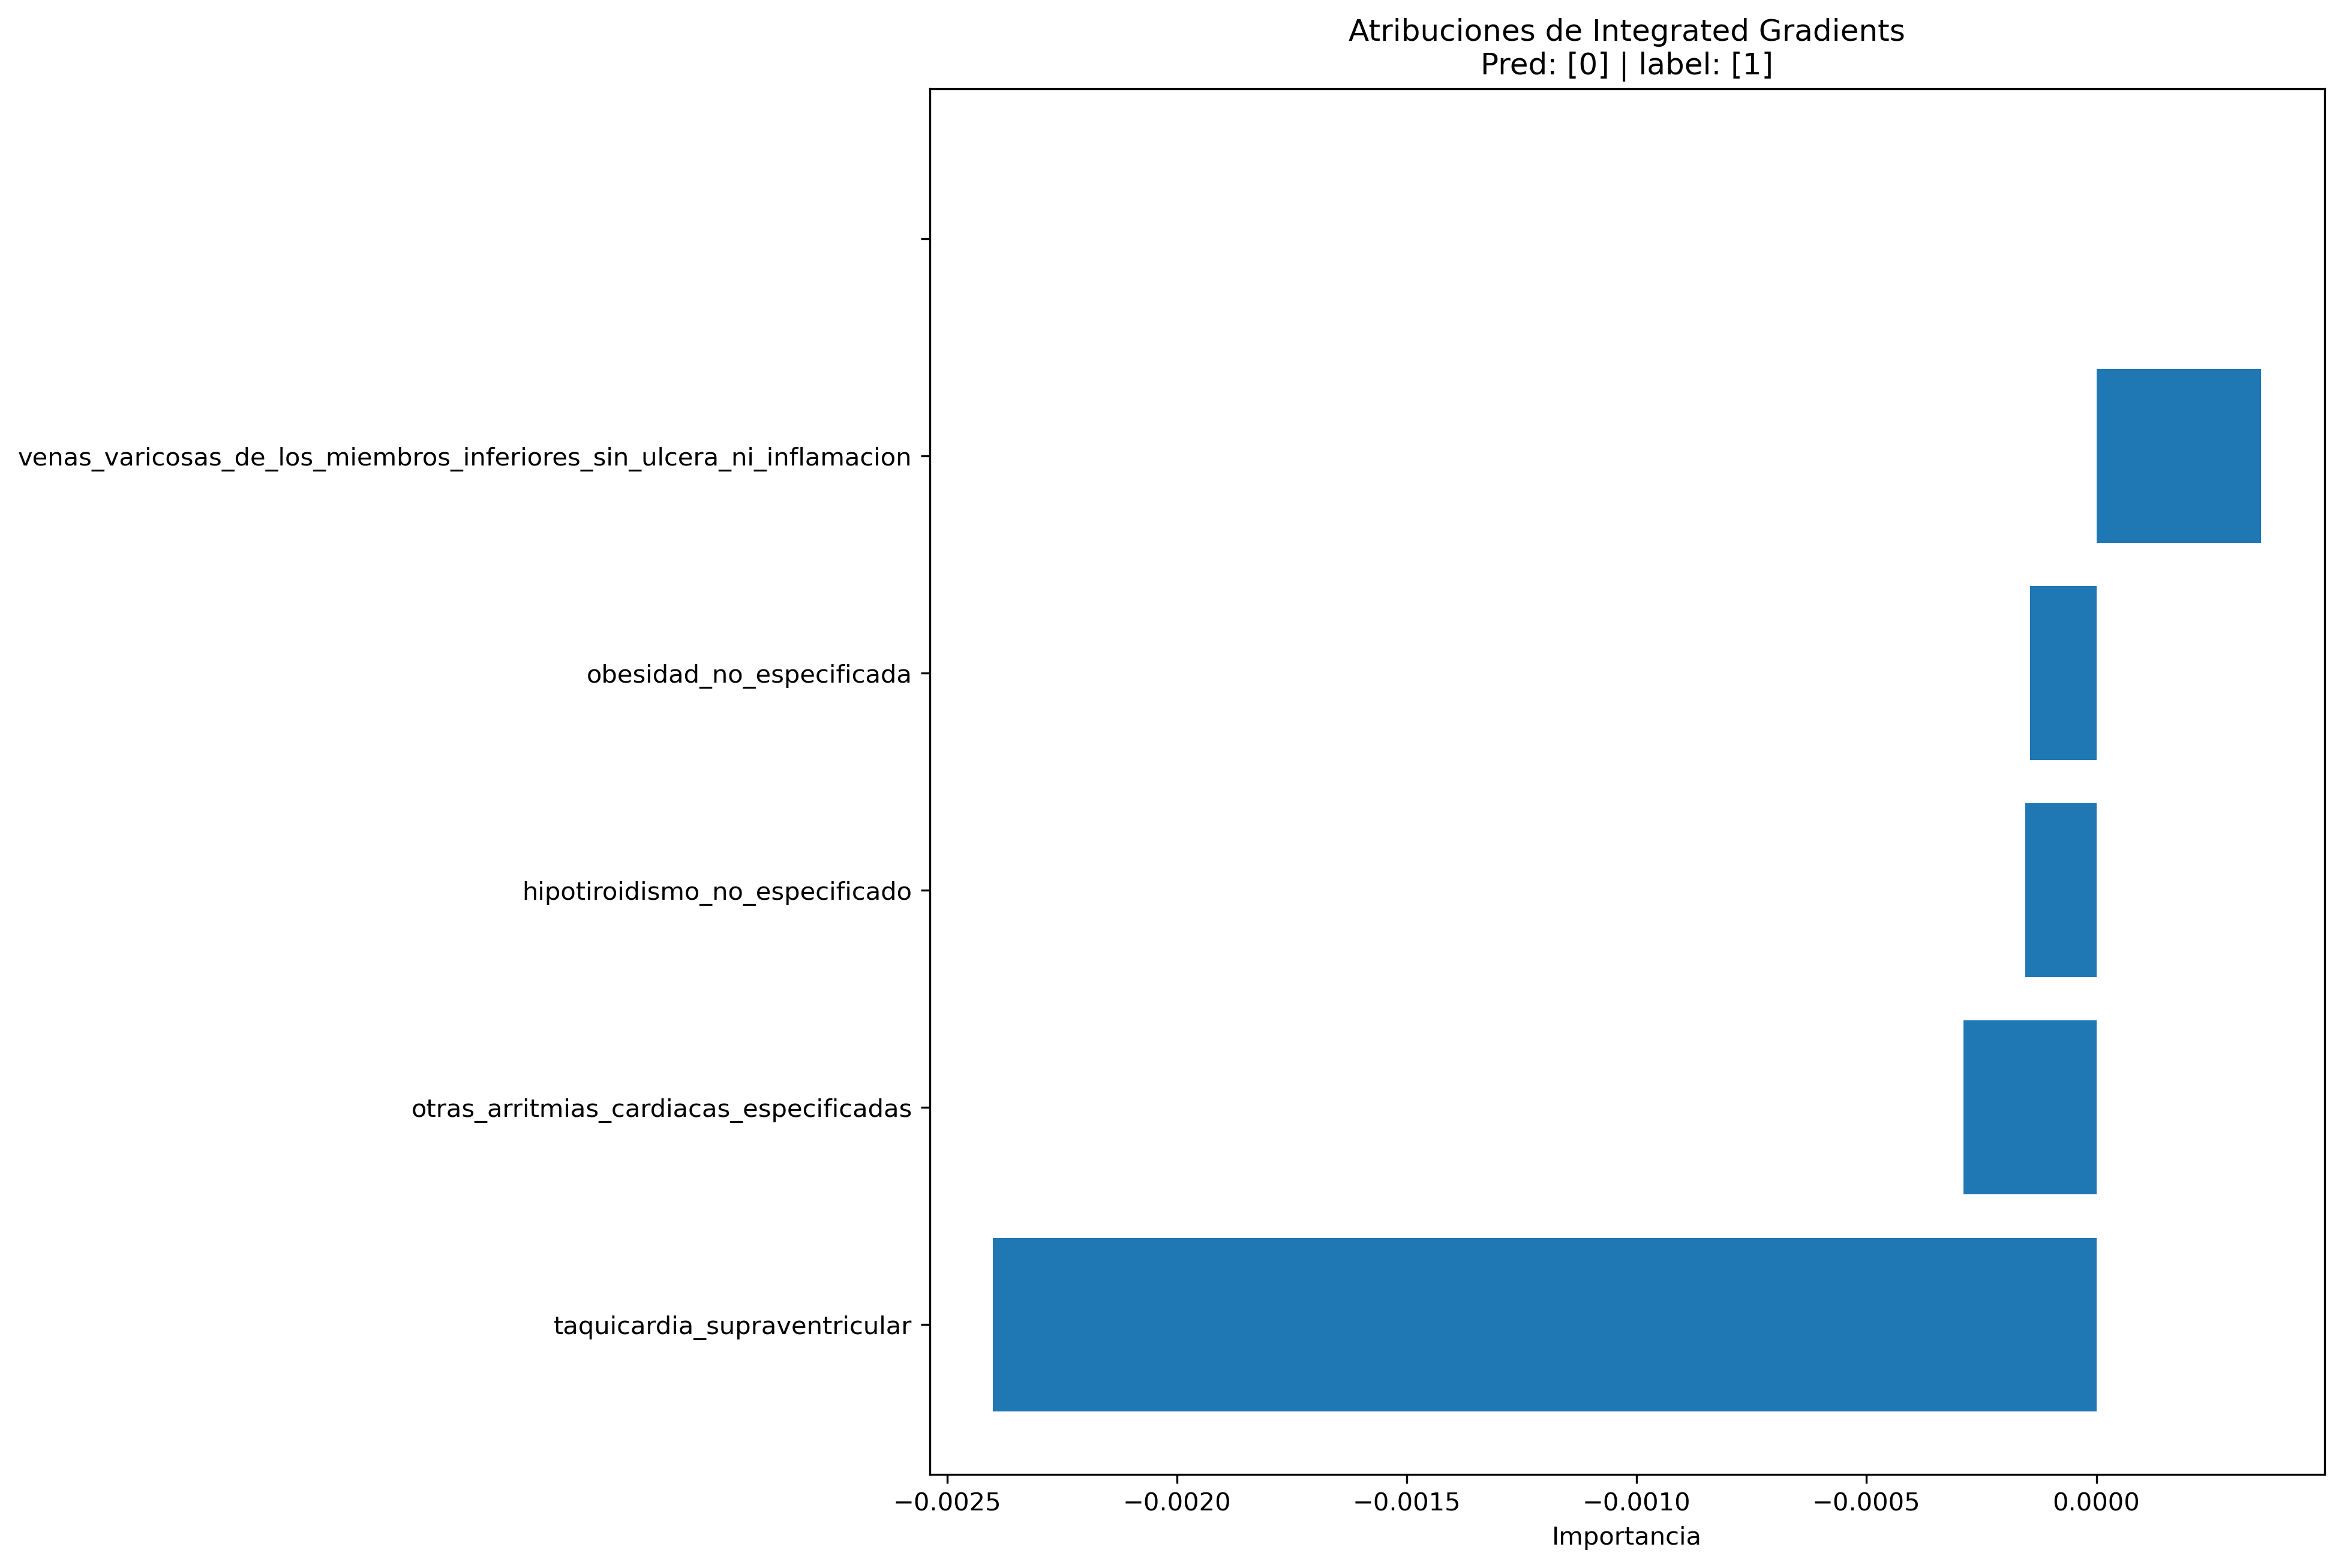 Atribuciones de Integrated Gradients
Pred: [0] | label: [1]
venas_varicosas_de_los_miembros_inferiores_sin_ulcera_ni_inflamacion
obesidad_no_especificada
hipotiroidismo_no_especificado
otras_arritmias_cardiacas_especificadas
taquicardia_supraventricular
−0.0025 −0.0020 −0.0015 −0.0010 −0.0005 0.0000
Importancia